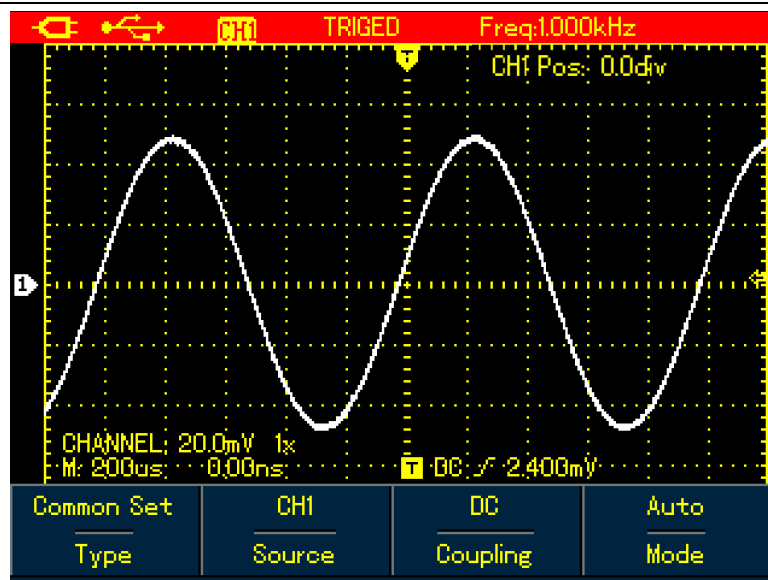 CH1 TRIGED Freq:1.000kHz
T
CH1 Pos: 0.0div
1
CHANNEL: 20.0mV 1x
M: 200us 0.00ns T DC 2.400mV
Common Set CH1 DC Auto
Type Source Coupling Mode